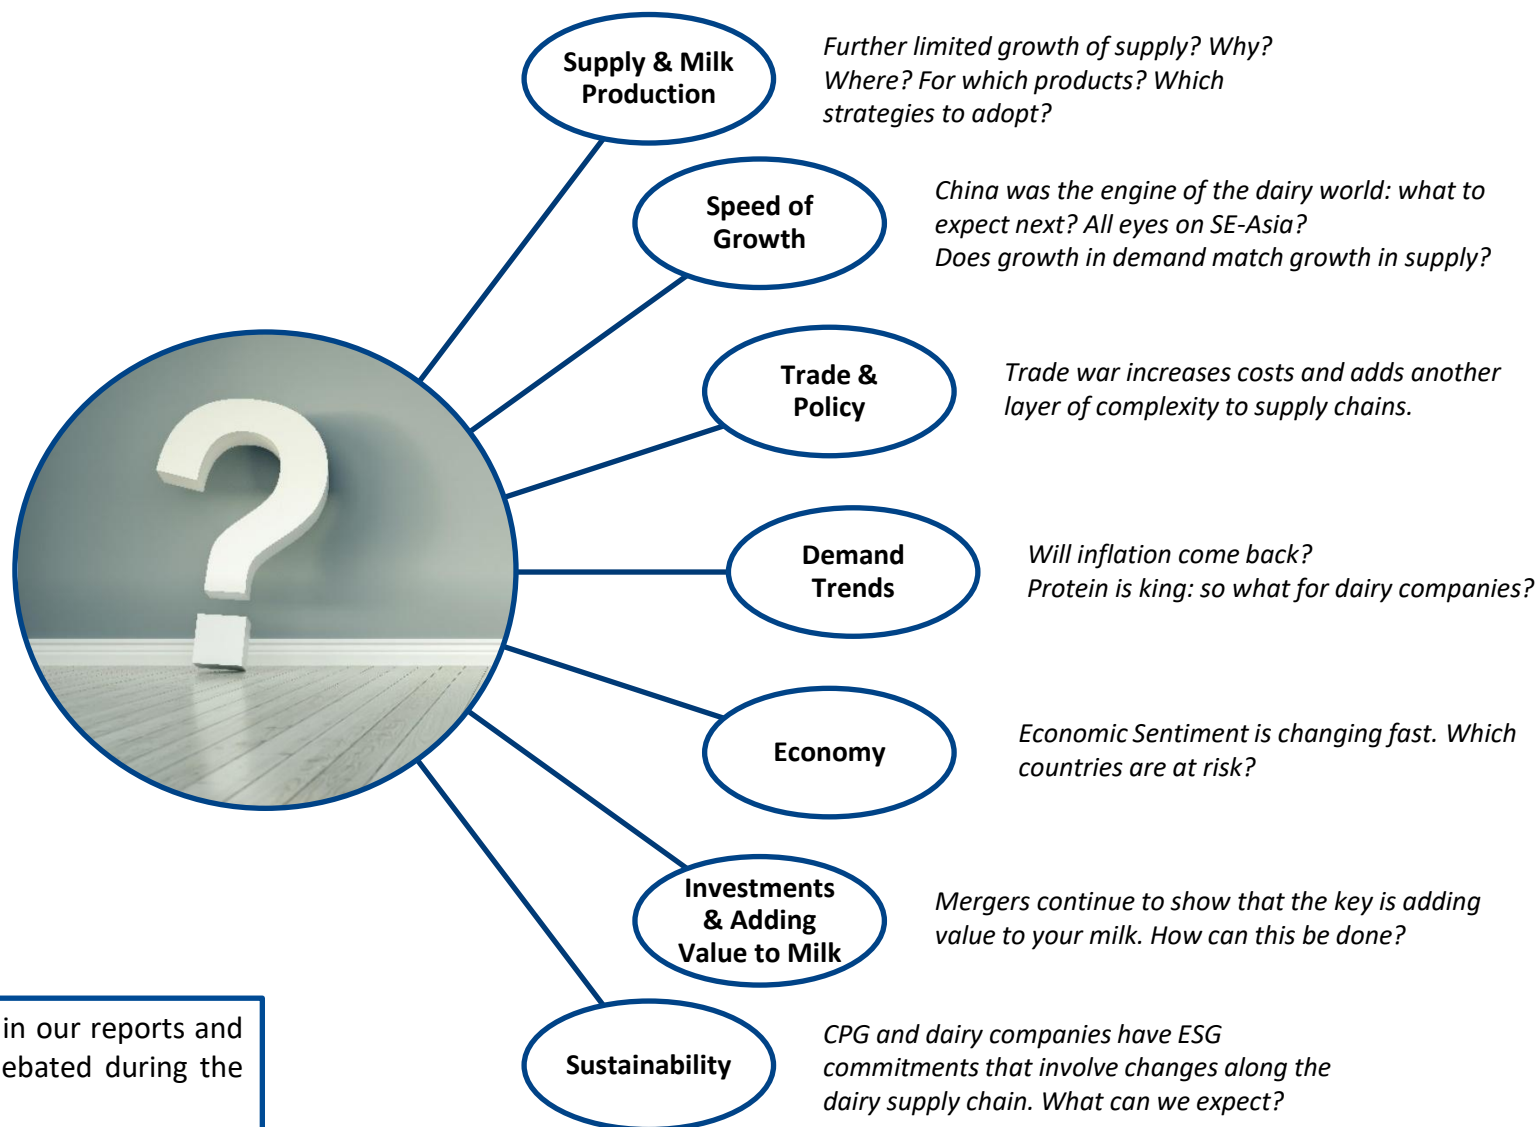 Supply & Milk
Production
Further limited growth of supply? Why?
Where? For which products? Which
strategies to adopt?
Speed of
Growth
China was the engine of the dairy world: what to
expect next? All eyes on SE-Asia?
Does growth in demand match growth in supply?
Trade &
Policy
Trade war increases costs and adds another
layer of complexity to supply chains.
Demand
Trends
Will inflation come back?
Protein is king: so what for dairy companies?
Economy
Economic Sentiment is changing fast. Which
countries are at risk?
Investments
& Adding
Value to Milk
Mergers continue to show that the key is adding
value to your milk. How can this be done?
Sustainability
CPG and dairy companies have ESG
commitments that involve changes along the
dairy supply chain. What can we expect?
in our reports and
ebated during the